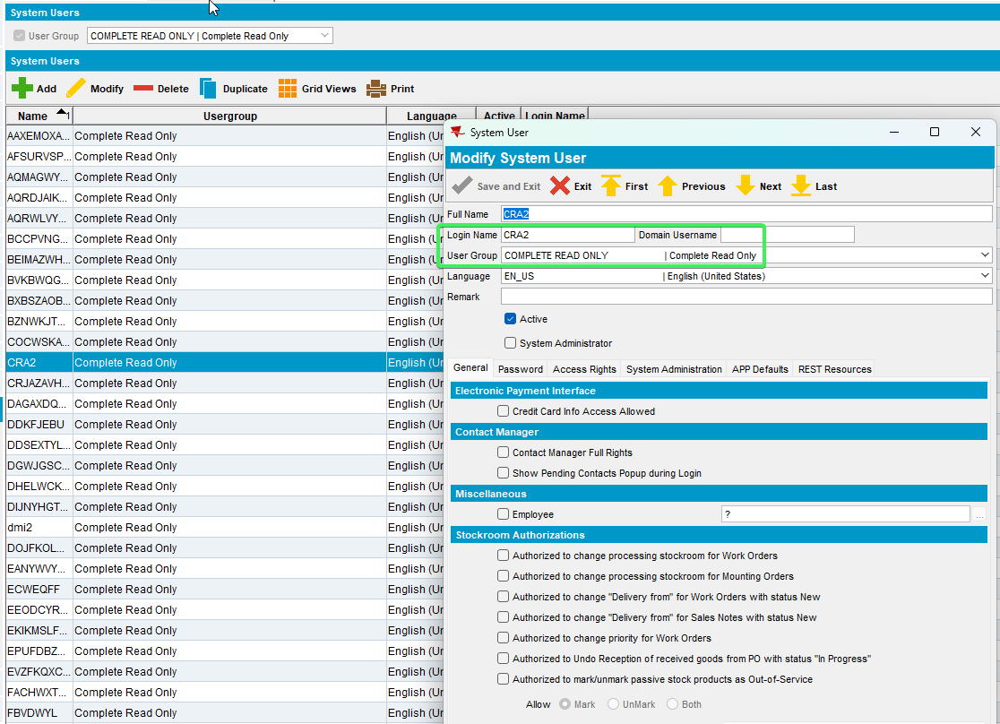 System Users
User Group COMPLETE READ ONLY | Complete Read Only
System Users
Add Modify Delete Duplicate Grid Views Print
Name 1 Usergroup Language Active Login Name
AAXEMOXA... Complete Read Only English (Un
AFSURVSP... Complete Read Only English (Ur
AQMAGWY... Complete Read Only English (Ur
AQRDJAIK... Complete Read Only English (Ur
AQRWLVY... Complete Read Only English (Ur
BCCPVNG... Complete Read Only English (Ur
BEIMAZWH... Complete Read Only English (Ur
BVKBWQG... Complete Read Only English (Ur
BXBSZAOB... Complete Read Only English (Ur
BZNWKJT... Complete Read Only English (Ur
COCWSKA... Complete Read Only English (Ur
CRA2 Complete Read Only English (Ur
CRJAZAVH... Complete Read Only English (Ur
DAGAXDQ... Complete Read Only English (Ur
DDKFJEBU Complete Read Only English (Ur
DDSEXTYL... Complete Read Only English (Ur
DGWJGSC... Complete Read Only English (Ur
DHELWCK... Complete Read Only English (Ur
DIJNYHGT... Complete Read Only English (Ur
dmi2 Complete Read Only English (Ur
DOJFKOL... Complete Read Only English (Ur
EANYWVY... Complete Read Only English (Ur
ECWEQFF Complete Read Only English (Ur
EEODCYR... Complete Read Only English (Ur
EKIKMSLF... Complete Read Only English (Ur
EPUFDBZ... Complete Read Only English (Ur
EVZFKQXC... Complete Read Only English (Ur
FACHWXT... Complete Read Only English (Ur
FBVDWYL Complete Read Only English (Ur
System User
Modify System User
Save and Exit Exit First Previous Next Last
Full Name CRA2
Login Name CRA2 Domain Username
User Group COMPLETE READ ONLY | Complete Read Only
Language EN_US | English (United States)
Remark
Active
System Administrator
General Password Access Rights System Administration APP Defaults REST Resources
Electronic Payment Interface
Credit Card Info Access Allowed
Contact Manager
Contact Manager Full Rights
Show Pending Contacts Popup during Login
Miscellaneous
Employee ? ...
Stockroom Authorizations
Authorized to change processing stockroom for Work Orders
Authorized to change processing stockroom for Mounting Orders
Authorized to change "Delivery from" for Work Orders with status New
Authorized to change "Delivery from" for Sales Notes with status New
Authorized to change priority for Work Orders
Authorized to Undo Reception of received goods from PO with status "In Progress"
Authorized to mark/unmark passive stock products as Out-of-Service
Allow Mark UnMark Both